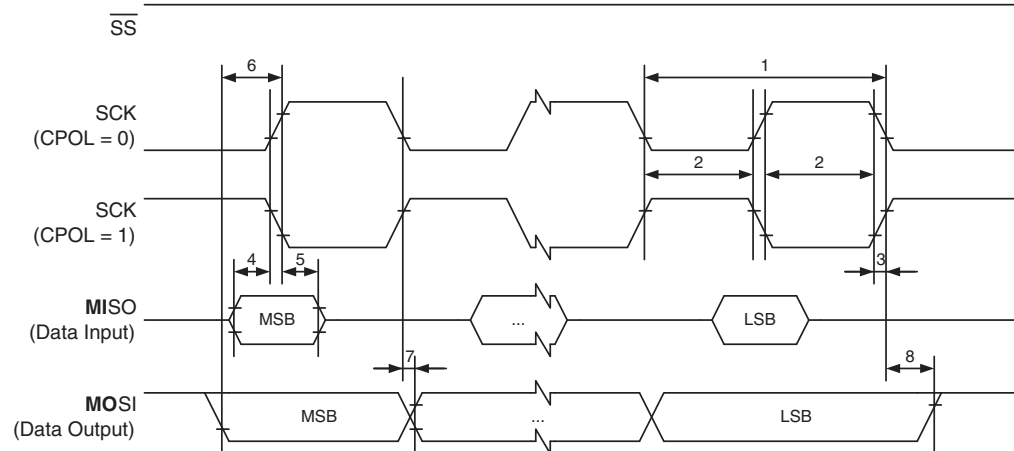 SS
6
1
SCK
(CPOL = 0)
2
2
SCK
(CPOL = 1)
4
5
3
MISO
(Data Input)
MSB
...
LSB
7
8
MOSI
(Data Output)
MSB
...
LSB